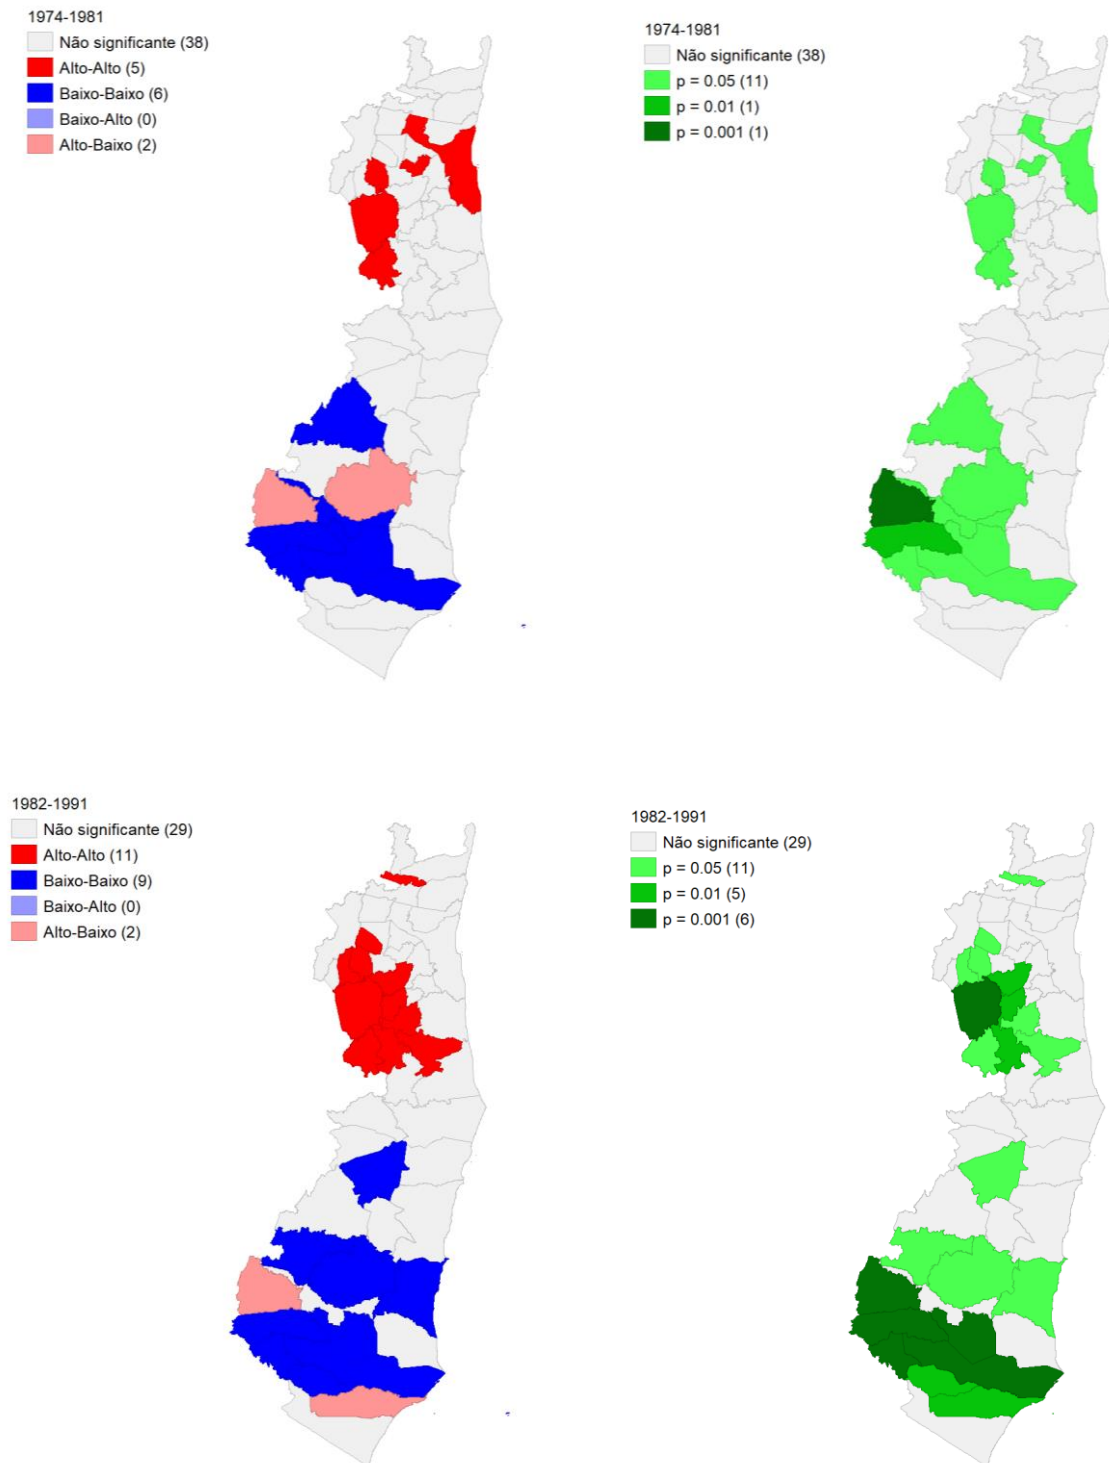 1974-1981
Não significante (38)
Alto-Alto (5)
Baixo-Baixo (6)
Baixo-Alto (0)
Alto-Baixo (2)
1974-1981
Não significante (38)
p = 0.05 (11)
p = 0.01 (1)
p = 0.001 (1)
1982-1991
Não significante (29)
Alto-Alto (11)
Baixo-Baixo (9)
Baixo-Alto (0)
Alto-Baixo (2)
1982-1991
Não significante (29)
p = 0.05 (11)
p = 0.01 (5)
p = 0.001 (6)